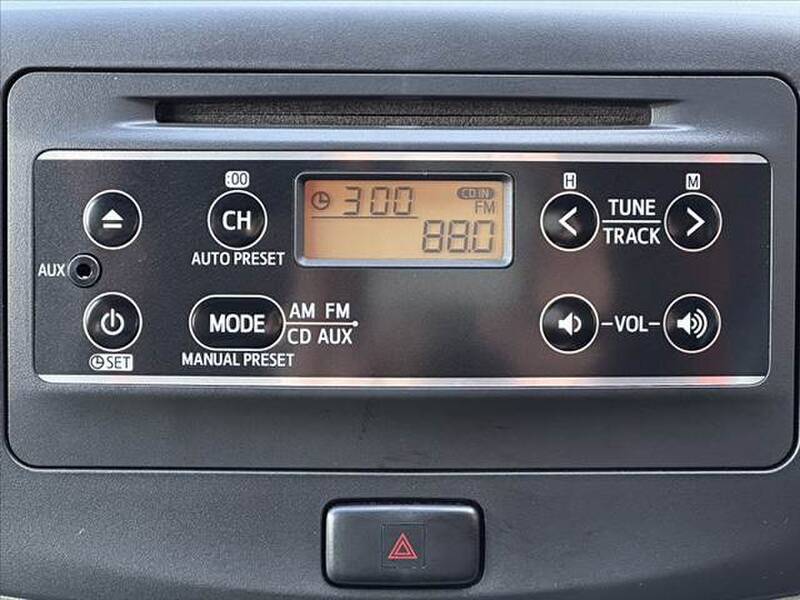 :00
H
M
CH
AUTO PRESET
3:00
CD IN
FM
88.0
TUNE
TRACK
AUX
MODE
AM FM
CD AUX
VOL
SET
MANUAL PRESET